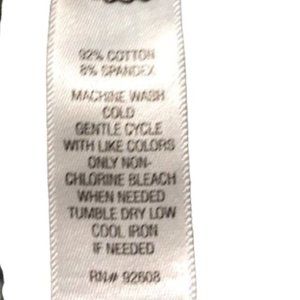 92% COTTON
8% SPANDEX
MACHINE WASH
COLD
GENTLE CYCLE
WITH LIKE COLORS
ONLY NON-
CHLORINE BLEACH
WHEN NEEDED
TUMBLE DRY LOW
COOL IRON
IF NEEDED
RN# 92608